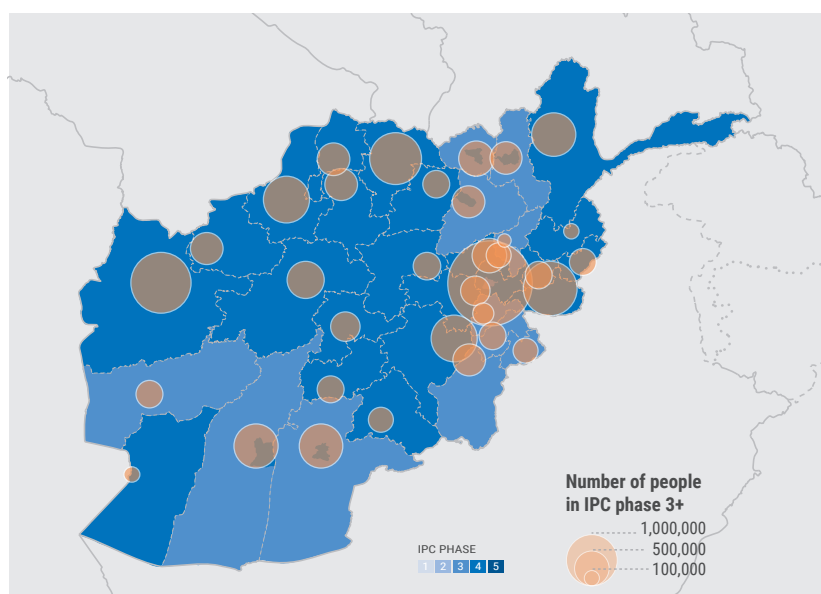 Number of people
in IPC phase 3+
1,000,000
500,000
100,000
IPC PHASE
1 2 3 4 5